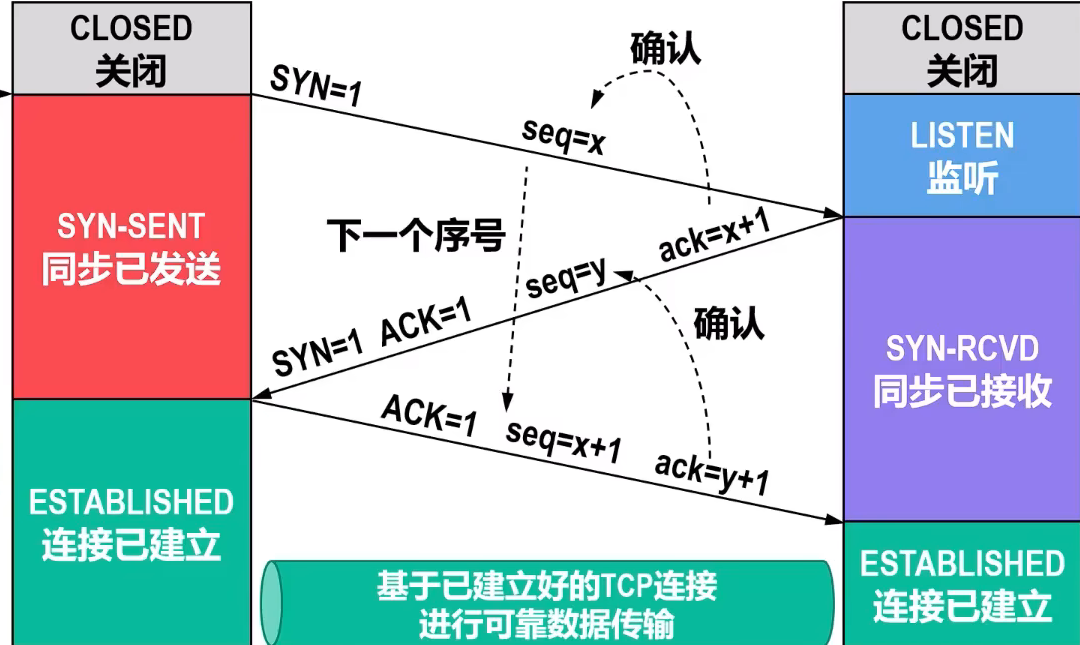 CLOSED
关闭
SYN-SENT
同步已发送
ESTABLISHED
连接已建立
SYN=1
seq=x
确认
下一个序号
SYN=1 ACK=1 seq=y ack=x+1
确认
ACK=1 seq=x+1 ack=y+1
基于已建立好的TCP连接
进行可靠数据传输
CLOSED
关闭
LISTEN
监听
SYN-RCVD
同步已接收
ESTABLISHED
连接已建立